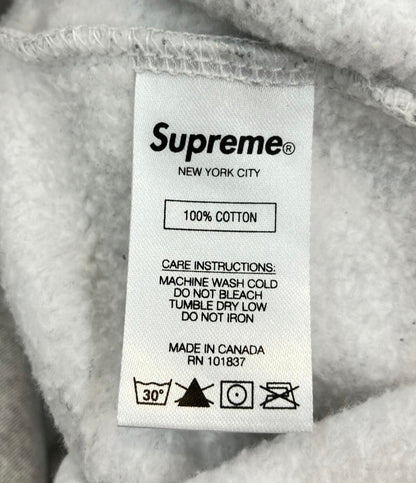 Supreme®
NEW YORK CITY
100% COTTON
CARE INSTRUCTIONS:
MACHINE WASH COLD
DO NOT BLEACH
TUMBLE DRY LOW
DO NOT IRON
MADE IN CANADA
RN 101837
30°